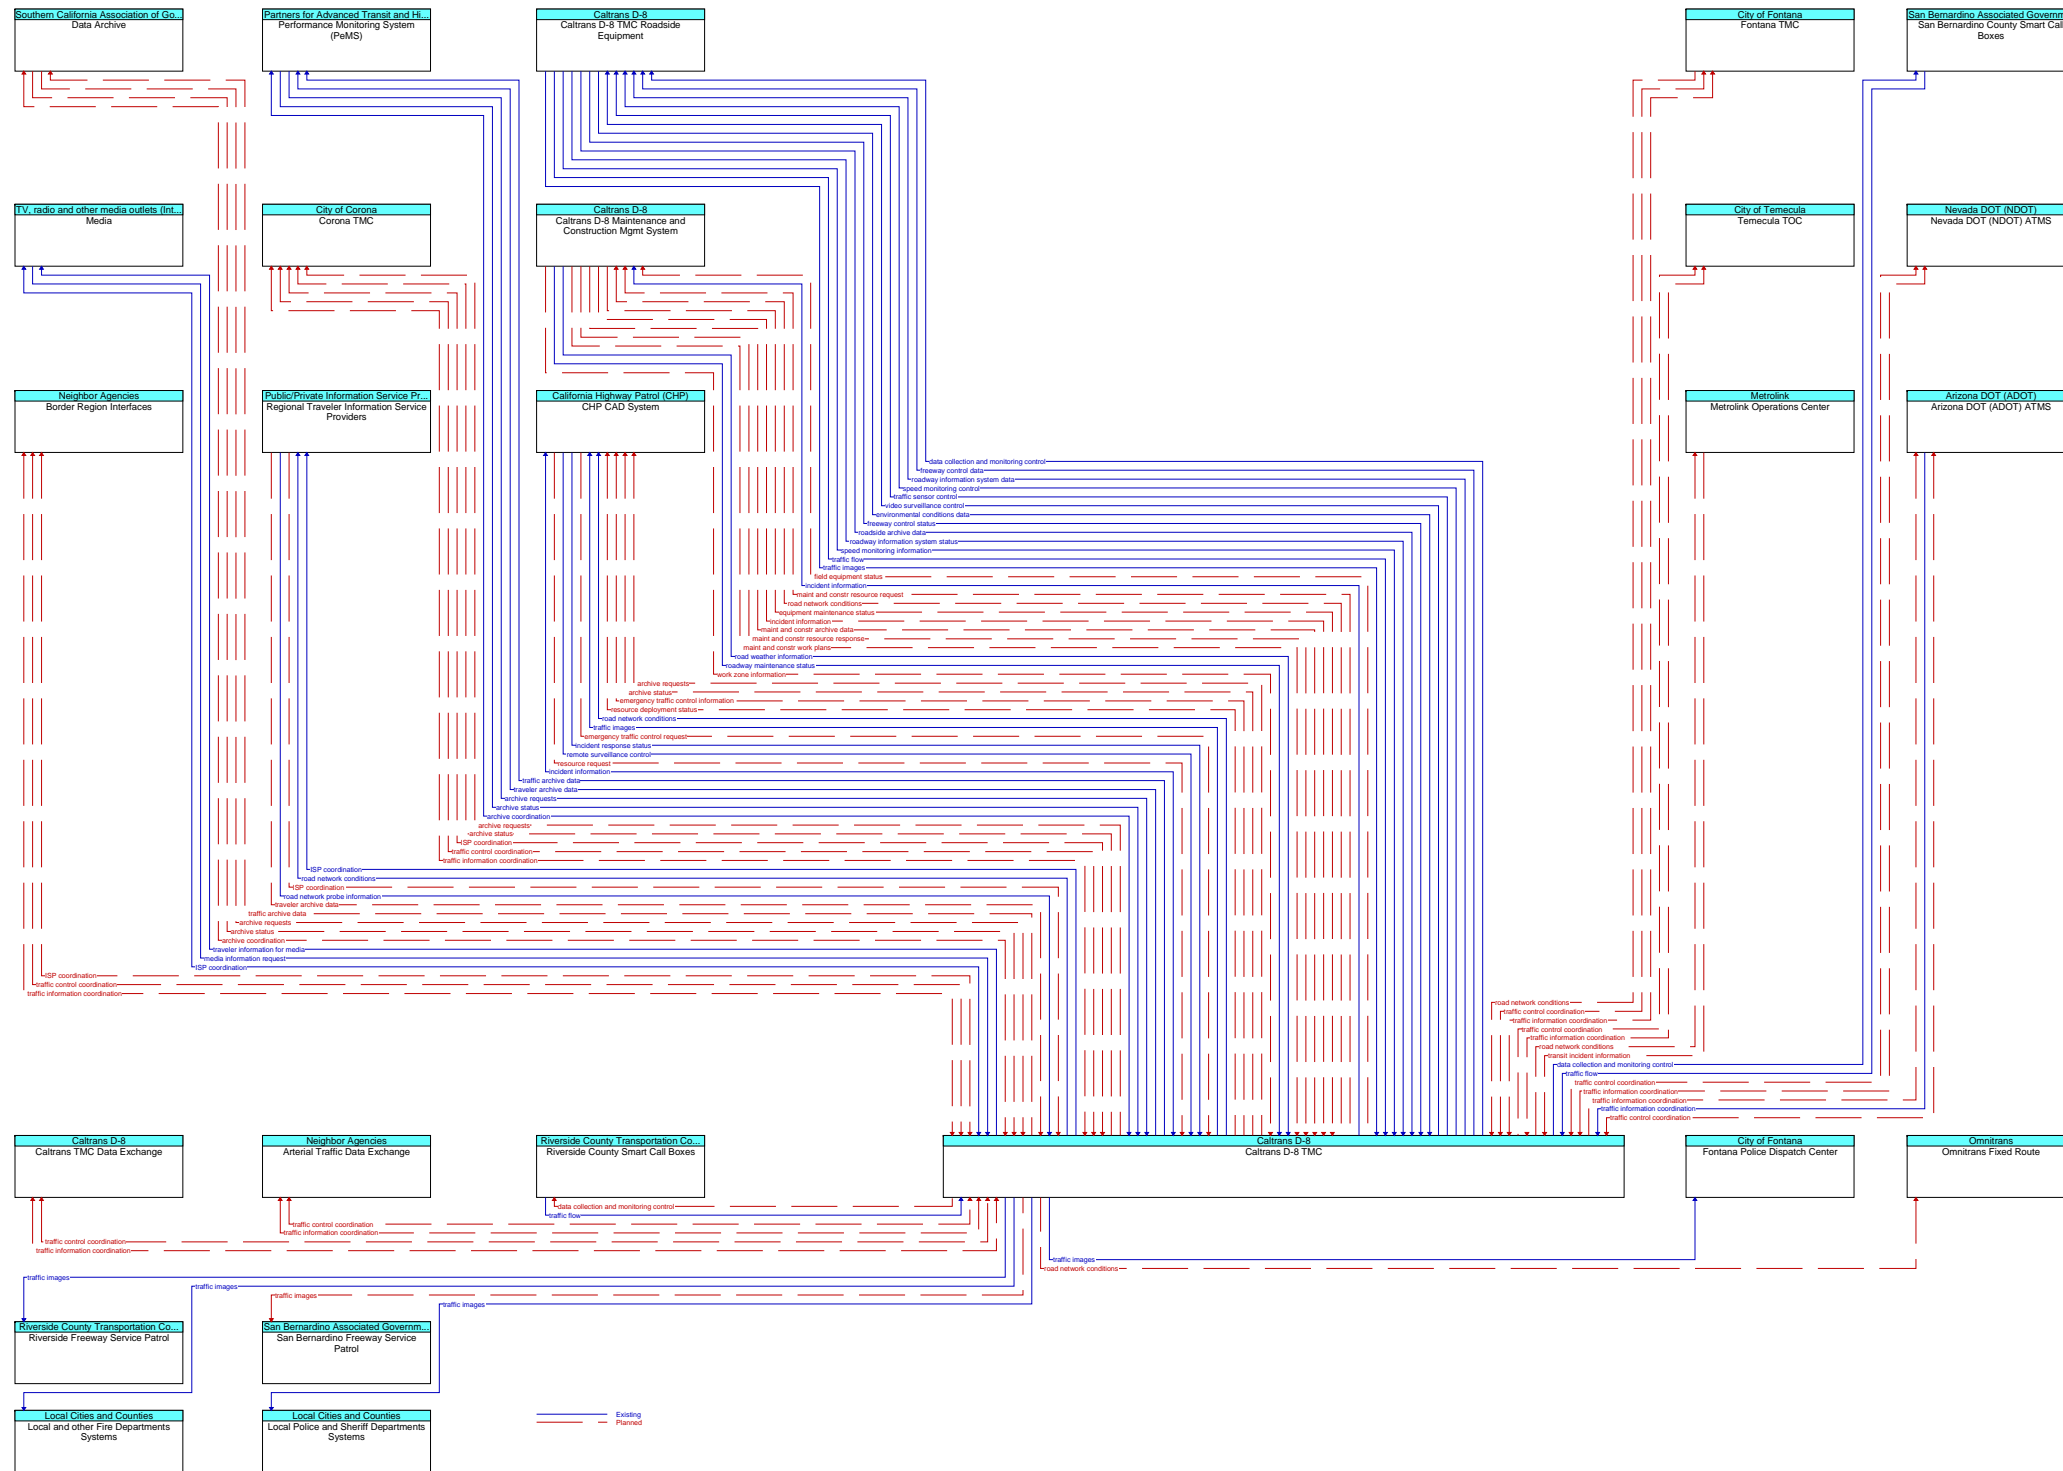 Southern California Association of Go...
Data Archive
Partners for Advanced Transit and Hi...
Performance Monitoring System
(PeMS)
Caltrans D-8
Caltrans D-8 TMC Roadside
Equipment
City of Fontana
Fontana TMC
San Bernardino Associated Governm
San Bernardino County Smart Call
Boxes
TV, radio and other media outlets (Int...
Media
City of Corona
Corona TMC
Caltrans D-8
Caltrans D-8 Maintenance and
Construction Mgmt System
City of Temecula
Temecula TOC
Nevada DOT (NDOT)
Nevada DOT (NDOT) ATMS
Neighbor Agencies
Border Region Interfaces
Public/Private Information Service Pr...
Regional Traveler Information Service
Providers
California Highway Patrol (CHP)
CHP CAD System
Metrolink
Metrolink Operations Center
Arizona DOT (ADOT)
Arizona DOT (ADOT) ATMS
data collection and monitoring control
freeway control data
roadway information system data
speed monitoring control
traffic sensor control
video surveillance control
environmental conditions data
freeway control status
roadside archive data
roadway information system status
speed monitoring information
traffic flow
traffic images
field equipment status
incident information
maint and constr resource request
road network conditions
equipment maintenance status
incident information
maint and constr archive data
maint and constr resource response
maint and constr work plans
road weather information
roadway maintenance status
work zone information
archive requests
archive status
emergency traffic control information
resource deployment status
road network conditions
traffic images
emergency traffic control request
incident response status
remote surveillance control
resource request
incident information
traffic archive data
traveler archive data
archive requests
archive status
archive coordination
archive requests
archive status
ISP coordination
traffic control coordination
traffic information coordination
ISP coordination
road network conditions
ISP coordination
road network probe information
traveler archive data
traffic archive data
archive requests
archive status
archive coordination
traveler information for media
media information request
ISP coordination
ISP coordination
traffic control coordination
traffic information coordination
road network conditions
traffic control coordination
traffic information coordination
traffic control coordination
traffic information coordination
road network conditions
transit incident information
data collection and monitoring control
traffic flow
traffic control coordination
traffic information coordination
traffic information coordination
traffic information coordination
traffic control coordination
Caltrans D-8
Caltrans TMC Data Exchange
Neighbor Agencies
Arterial Traffic Data Exchange
Riverside County Transportation Co...
Riverside County Smart Call Boxes
Caltrans D-8
Caltrans D-8 TMC
City of Fontana
Fontana Police Dispatch Center
Omnitrans
Omnitrans Fixed Route
data collection and monitoring control
traffic flow
traffic control coordination
traffic information coordination
traffic control coordination
traffic information coordination
traffic images
road network conditions
traffic images
traffic images
traffic images
traffic images
Riverside County Transportation Co...
Riverside Freeway Service Patrol
San Bernardino Associated Governm...
San Bernardino Freeway Service
Patrol
Local Cities and Counties
Local and other Fire Departments
Systems
Local Cities and Counties
Local Police and Sheriff Departments
Systems
Existing
Planned